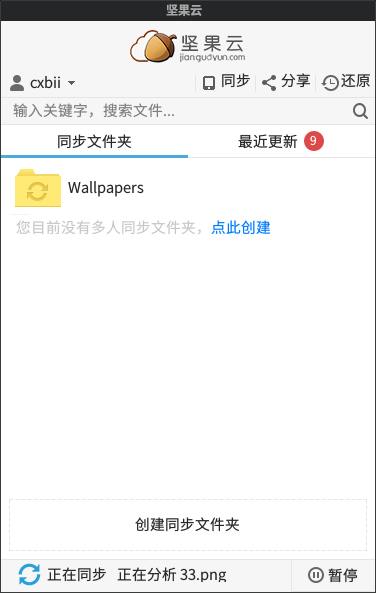 坚果云
坚果云
jianguoyun.com
cxbii 同步 分享 还原
输入关键字，搜索文件...
同步文件夹 最近更新 9
Wallpapers
您目前没有多人同步文件夹，点此创建
创建同步文件夹
正在同步 正在分析 33.png 暂停